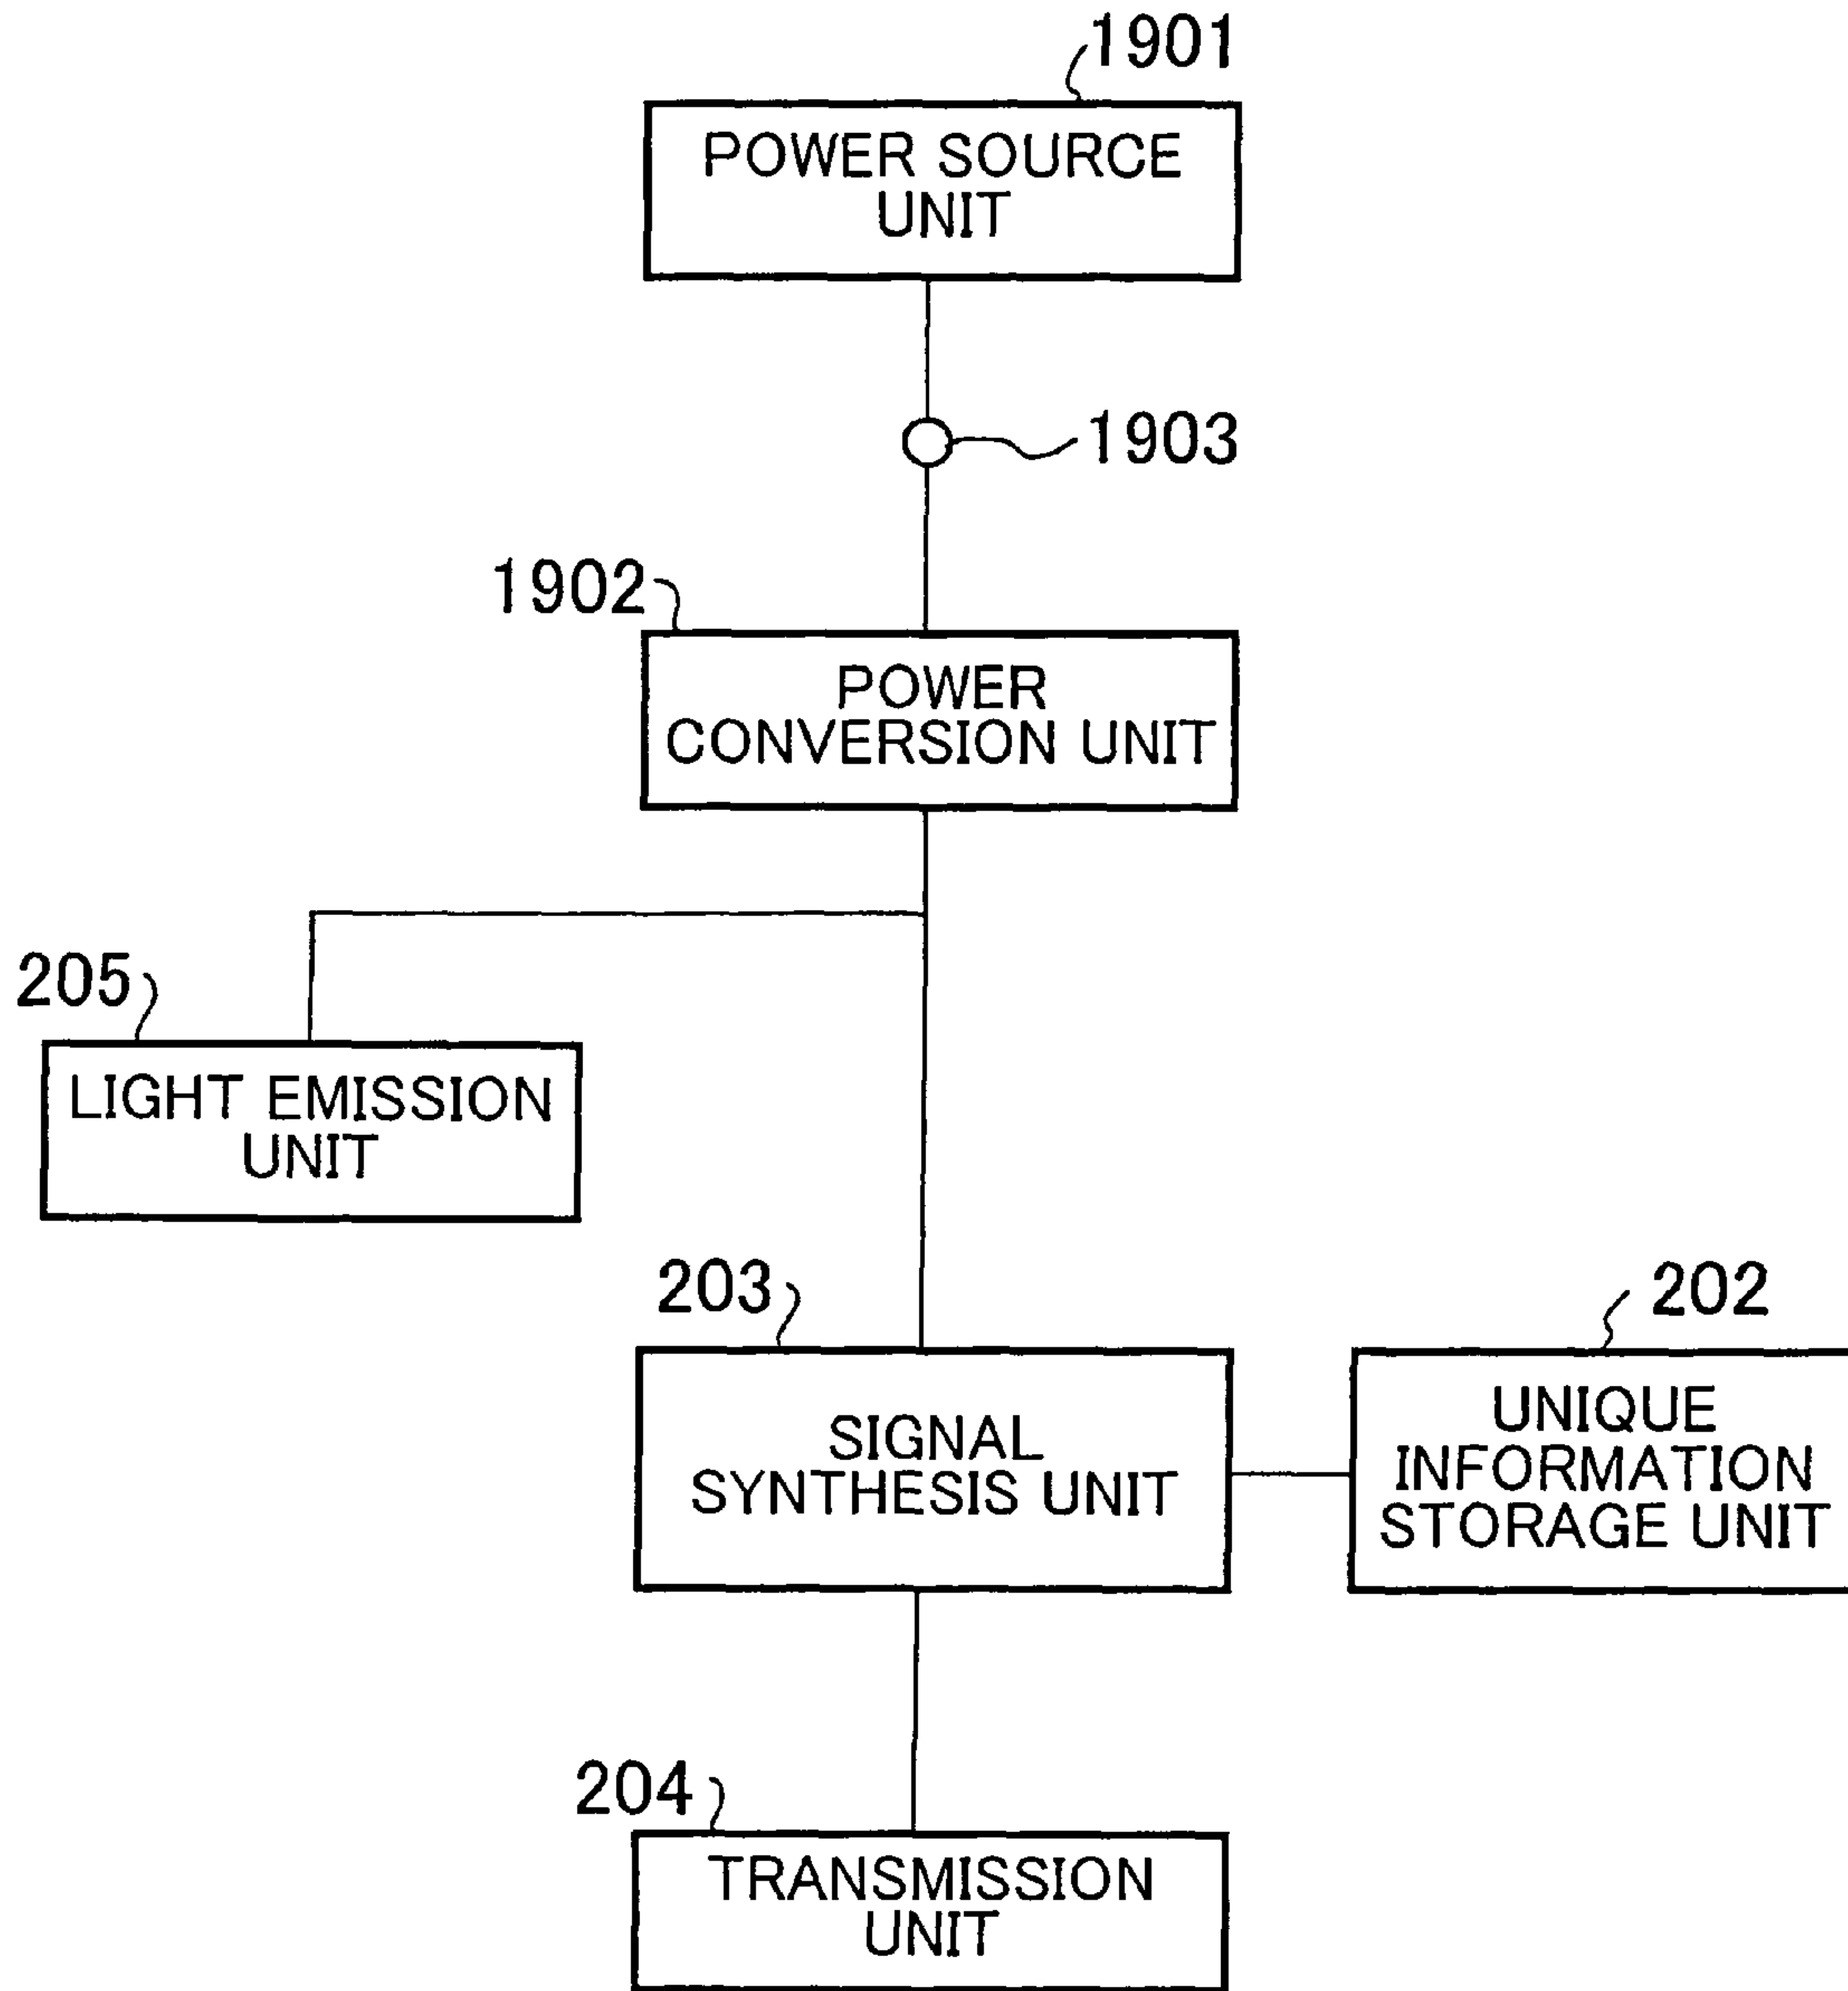 1901
POWER SOURCE
UNIT
1903
1902
POWER
CONVERSION UNIT
205
LIGHT EMISSION
UNIT
203
SIGNAL
SYNTHESIS UNIT
202
UNIQUE
INFORMATION
STORAGE UNIT
204
TRANSMISSION
UNIT